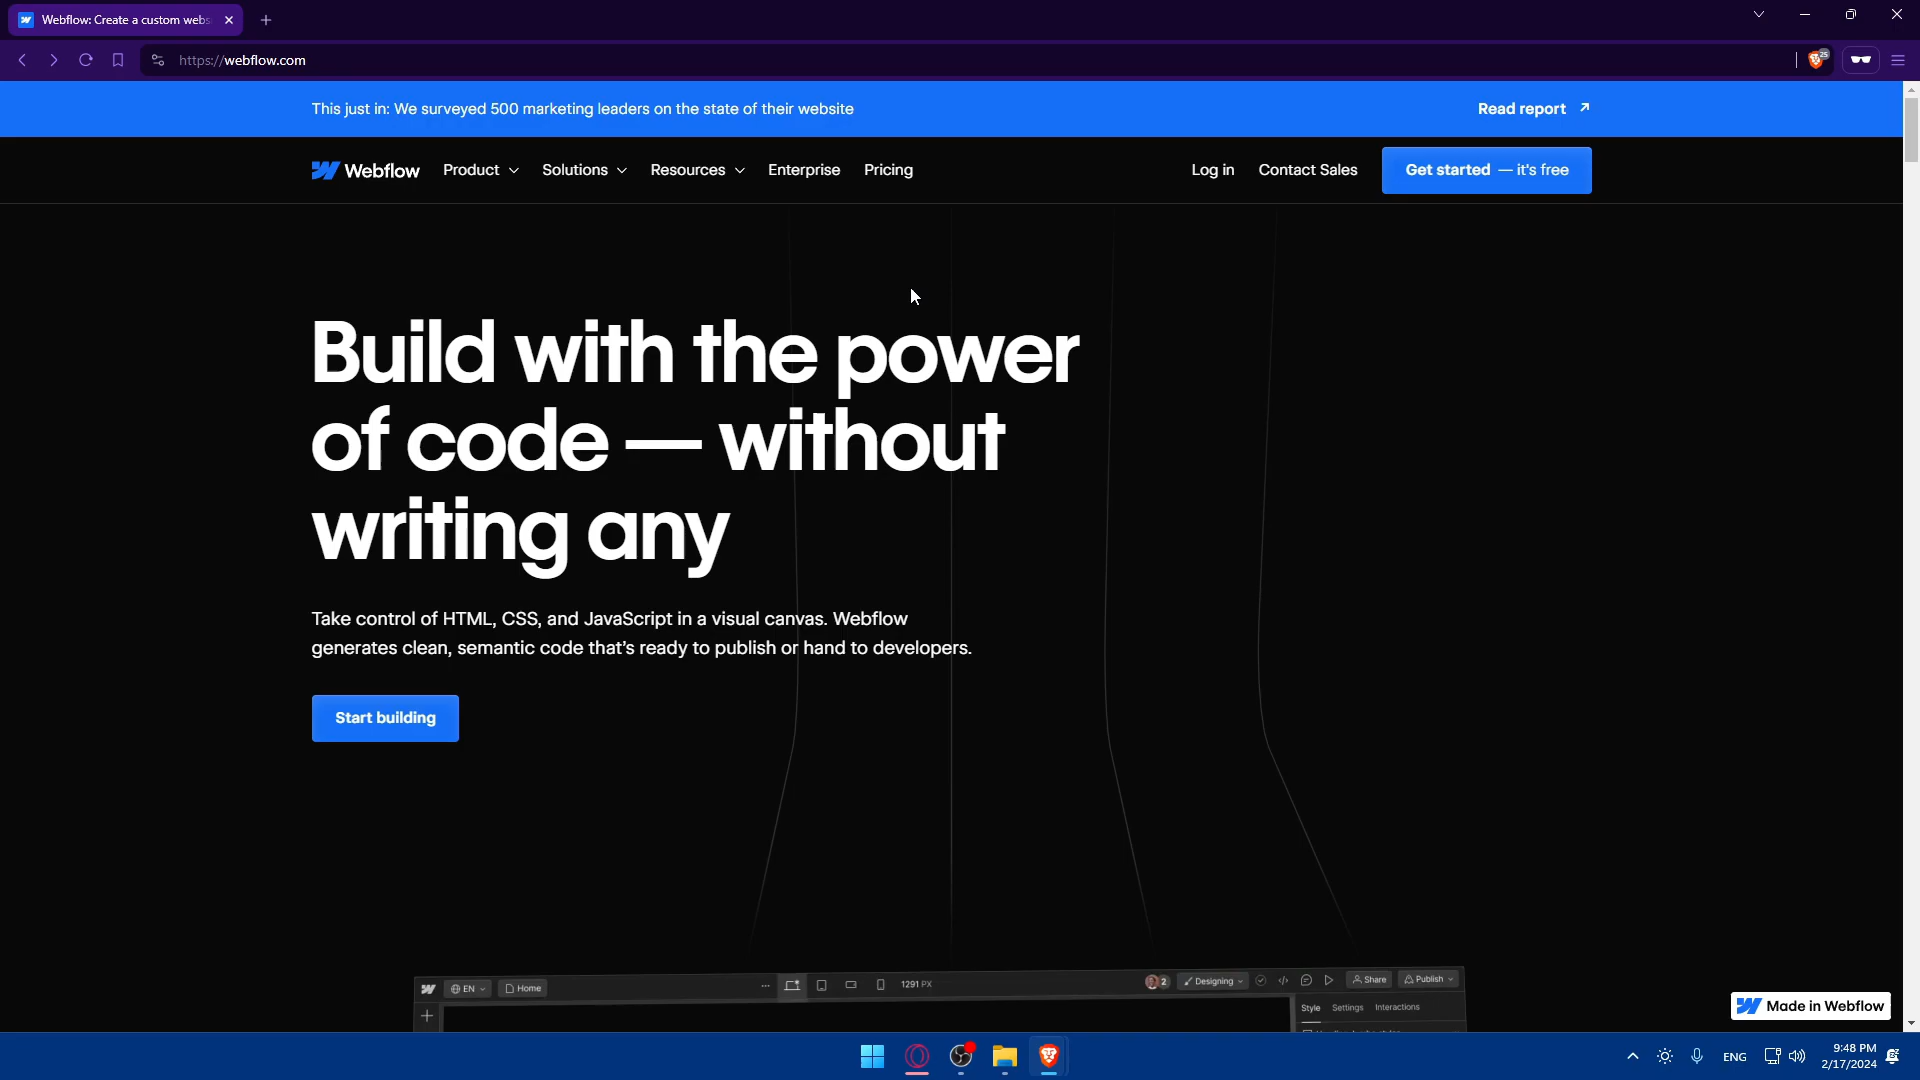 Webflow: Create a custom webs
https://webflow.com
25
This just in: We surveyed 500 marketing leaders on the state of their website
Read report
Webflow
Product
Solutions
Resources
Enterprise
Pricing
Log in
Contact Sales
Get started — it's free
Build with the power
of code — without
writing any
Take control of HTML, CSS, and JavaScript in a visual canvas. Webflow
generates clean, semantic code that's ready to publish or hand to developers.
Start building
EN
Home
1291 PX
2
Designing
Share
Publish
Style
Settings
Interactions
Made in Webflow
ENG
9:48 PM
2/17/2024